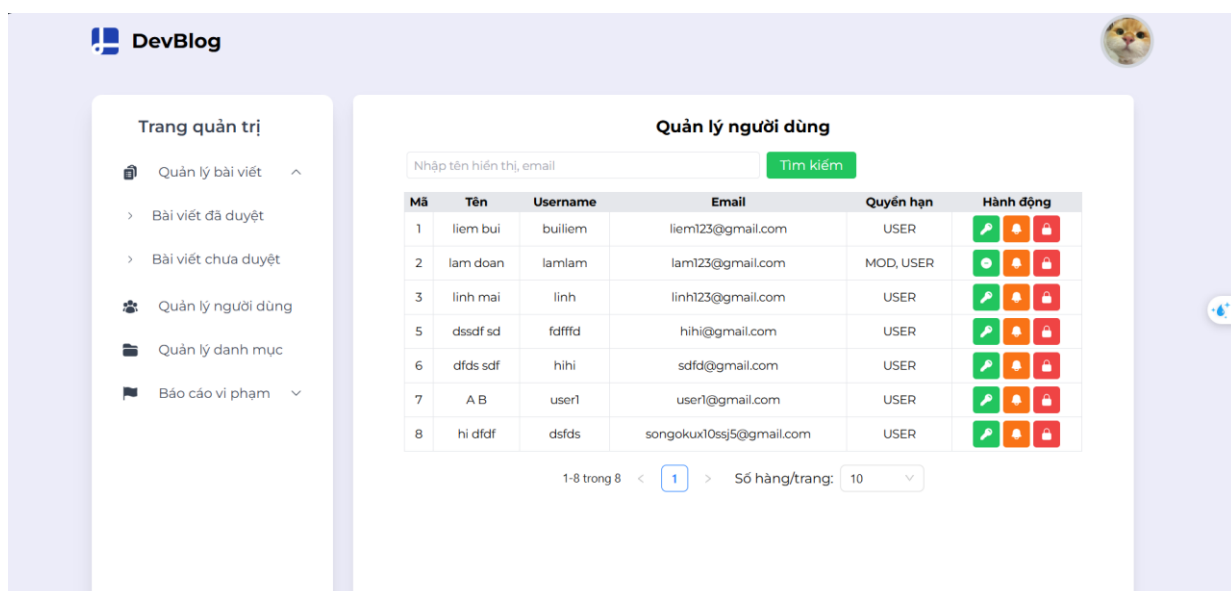 DevBlog
Trang quản trị
Quản lý bài viết
Bài viết đã duyệt
Bài viết chưa duyệt
Quản lý người dùng
Quản lý danh mục
Báo cáo vi phạm
Quản lý người dùng
Nhập tên hiển thị, email
Tìm kiếm
Mã Tên Username Email Quyền hạn Hành động
1 liem bui builiem liem123@gmail.com USER
2 lam doan lamlam lam123@gmail.com MOD, USER
3 linh mai linh linh123@gmail.com USER
5 dssdf sd fdfffd hihi@gmail.com USER
6 dfds sdf hihi sdfd@gmail.com USER
7 A B user1 user1@gmail.com USER
8 hi dfdf dsfds songokux10ssj5@gmail.com USER
1-8 trong 8 < 1 > Số hàng/trang: 10